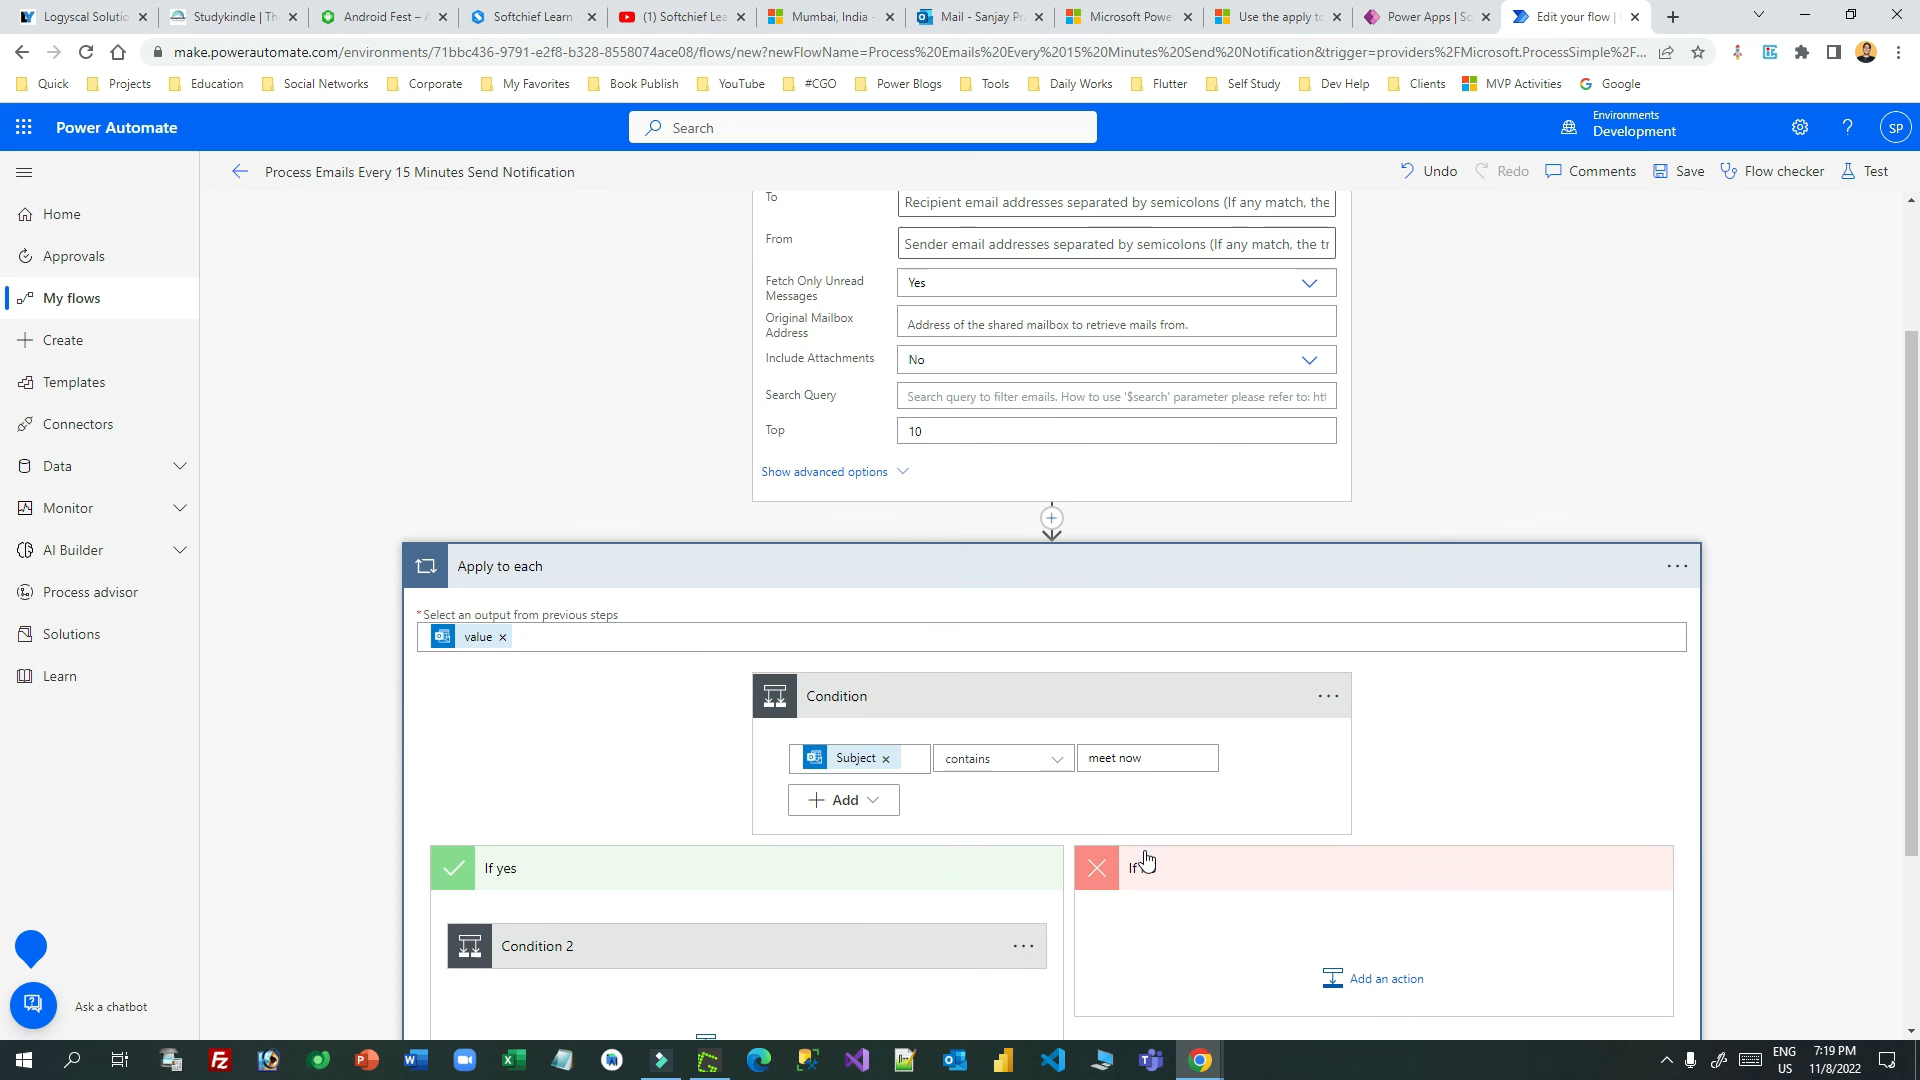 Logyscal Solutio
Studykindle | Th
Android Fest – A
Softchief Learn -
(1) Softchief Lea
Mumbai, India -
Mail - Sanjay Pr
Microsoft Power
Use the apply to
Power Apps | So
Edit your flow |
make.powerautomate.com/environments/71bbc436-9791-e2f8-b328-8558074ace08/flows/new?newFlowName=Process%20Emails%20Every%2015%20Minutes%20Send%20Notification&trigger=providers%2FMicrosoft.ProcessSimple%2F...
Quick
Projects
Education
Social Networks
Corporate
My Favorites
Book Publish
YouTube
#CGO
Power Blogs
Tools
Daily Works
Flutter
Self Study
Dev Help
Clients
MVP Activities
Google
Power Automate
Search
Environments
Development
?
SP
Process Emails Every 15 Minutes Send Notification
Undo
Redo
Comments
Save
Flow checker
Test
Home
Approvals
My flows
Create
Templates
Connectors
Data
Monitor
AI Builder
Process advisor
Solutions
Learn
Ask a chatbot
To
Recipient email addresses separated by semicolons (If any match, the
From
Sender email addresses separated by semicolons (If any match, the tr
Fetch Only Unread
Messages
Yes
Original Mailbox
Address
Address of the shared mailbox to retrieve mails from.
Include Attachments
No
Search Query
Search query to filter emails. How to use '$search' parameter please refer to: htt
Top
10
Show advanced options
Apply to each
* Select an output from previous steps
value ×
Condition
Subject ×
contains
meet now
+ Add
If yes
Condition 2
Add an action
ENG
US
7:19 PM
11/8/2022